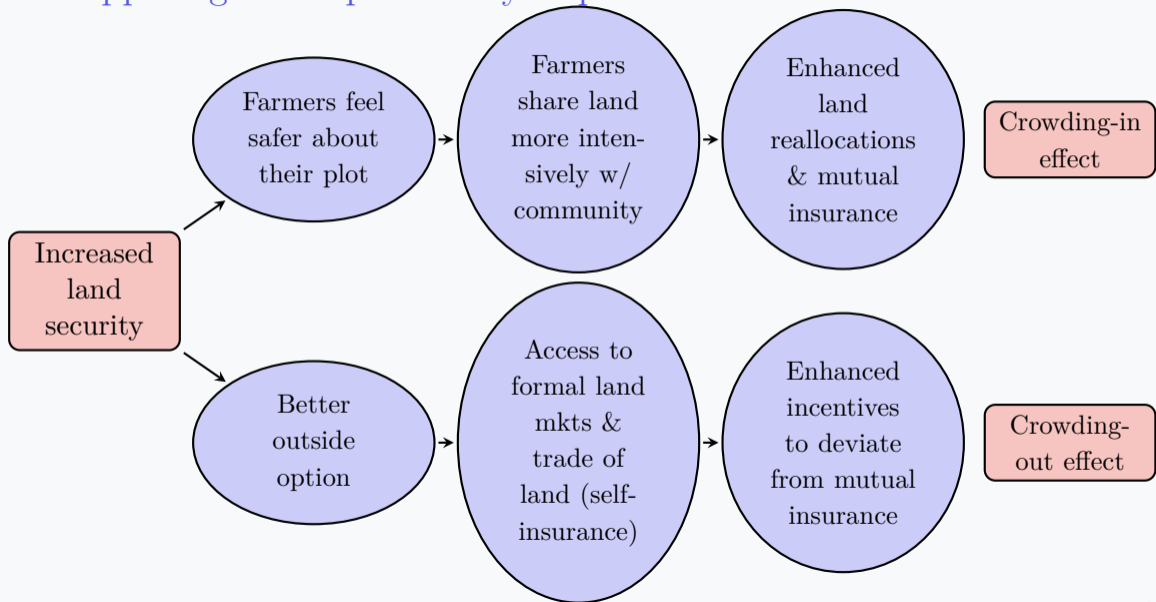 Farmers feel
safer about
their plot
Farmers
share land
more inten-
sively w/
community
Enhanced
land
reallocations
& mutual
insurance
Crowding-in
effect
Increased
land
security
Better
outside
option
Access to
formal land
mkts &
trade of
land (self-
insurance)
Enhanced
incentives
to deviate
from mutual
insurance
Crowding-
out effect